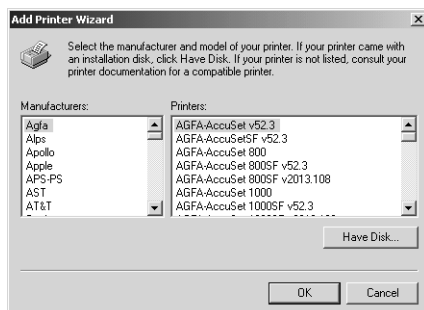 Add Printer Wizard
Select the manufacturer and model of your printer. If your printer came with
an installation disk, click Have Disk. If your printer is not listed, consult your
printer documentation for a compatible printer.
Manufacturers:
Agfa
Alps
Apollo
Apple
APS-PS
AST
AT&T
Printers:
AGFA-AccuSet v52.3
AGFA-AccuSetSF v52.3
AGFA-AccuSet 800
AGFA-AccuSet 800SF v52.3
AGFA-AccuSet 800SF v2013.108
AGFA-AccuSet 1000
AGFA-AccuSet 1000SF v52.3
Have Disk...
OK
Cancel